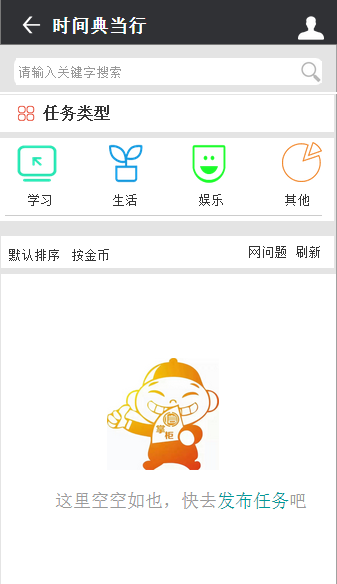 时间典当行
请输入关键字搜索
任务类型
学习 生活 娱乐 其他
默认排序 按金币 网问题 刷新
掌柜
这里空空如也，快去发布任务吧